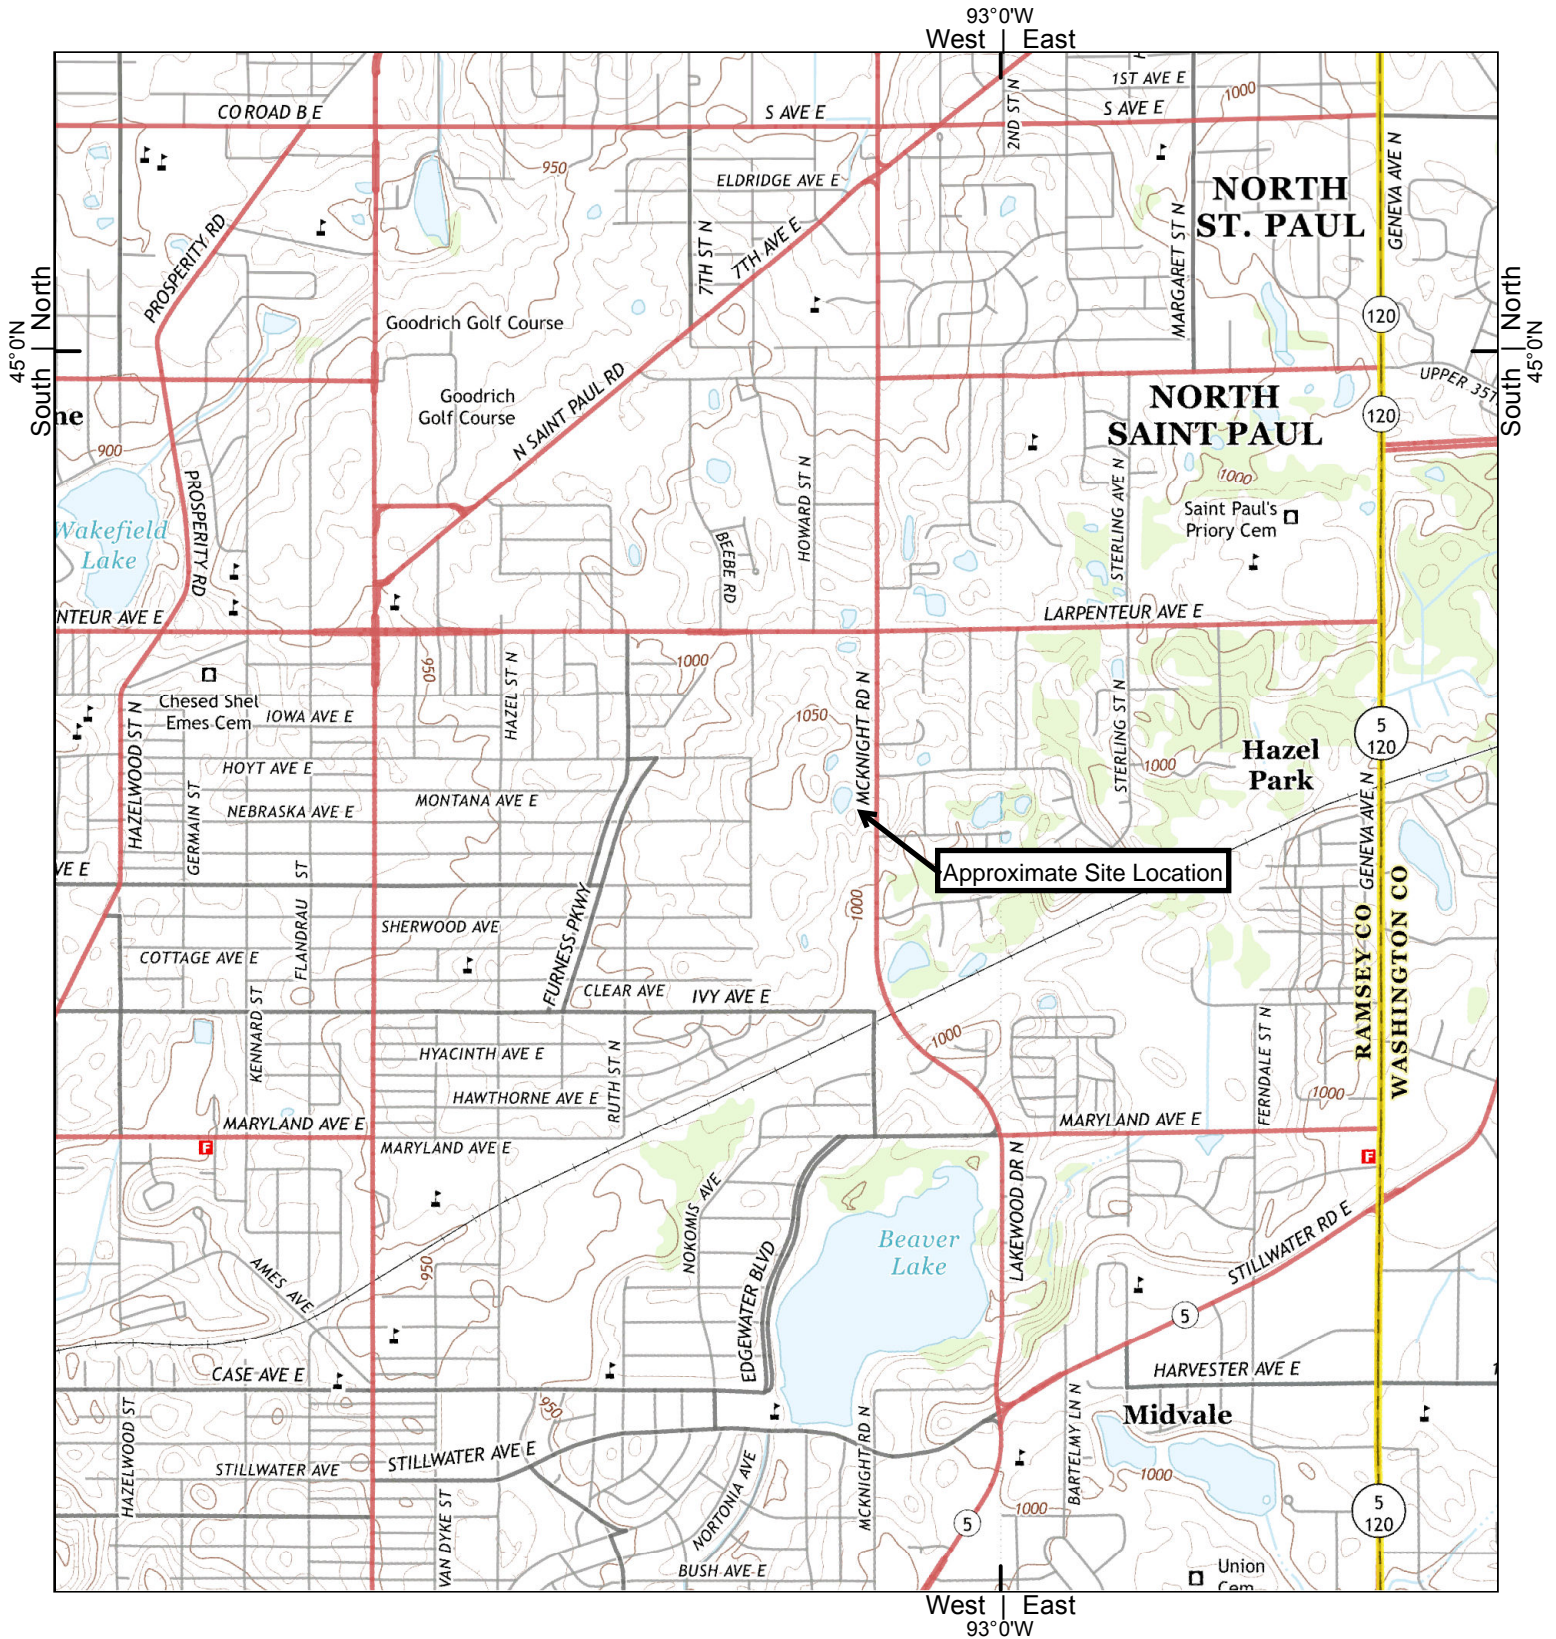 93°0'W
West | East
1ST AVE E
1000
CO ROAD B E
S AVE E
S AVE E
2ND ST N
GENEVA AVE N
950
ELDRIDGE AVE E
NORTH
ST. PAUL
PROSPERITY RD
7TH ST N
7TH AVE E
MARGARET ST N
South | North
45°0'N
South | North
45°0'N
120
Goodrich Golf Course
N SAINT PAUL RD
UPPER 35T
Goodrich
Golf Course
NORTH
SAINT PAUL
120
ne
900
1000
PROSPERITY RD
HOWARD ST N
STERLING AVE N
Saint Paul's
Priory Cem
Wakefield
Lake
BEEBE RD
NTEUR AVE E
LARPENTEUR AVE E
950
HAZEL ST N
1000
MCKNIGHT RD N
STERLING ST N
Chesed Shel
Emes Cem
IOWA AVE E
1050
5
120
HAZELWOOD ST N
Hazel
Park
HOYT AVE E
1000
GERMAIN ST
NEBRASKA AVE E
MONTANA AVE E
GENEVA AVE N
VE E
Approximate Site Location
FLANDRAU ST
1000
SHERWOOD AVE
FURNESS PKWY
RAMSEY CO
WASHINGTON CO
COTTAGE AVE E
CLEAR AVE
IVY AVE E
KENNARD ST
1000
HYACINTH AVE E
RUTH ST N
FERNDALE ST N
HAWTHORNE AVE E
1000
MARYLAND AVE E
MARYLAND AVE E
MARYLAND AVE E
F
F
NOKOMIS AVE
LAKEWOOD DR N
STILLWATER RD E
Beaver
Lake
AMES AVE
950
EDGEWATER BLVD
5
CASE AVE E
HARVESTER AVE E
1
HAZELWOOD ST
950
MCKNIGHT RD N
BARTELMY LN N
Midvale
STILLWATER AVE E
STILLWATER AVE
1000
VAN DYKE ST
NORTONIA AVE
1000
5
5
120
BUSH AVE E
Union
Cem
West | East
93°0'W